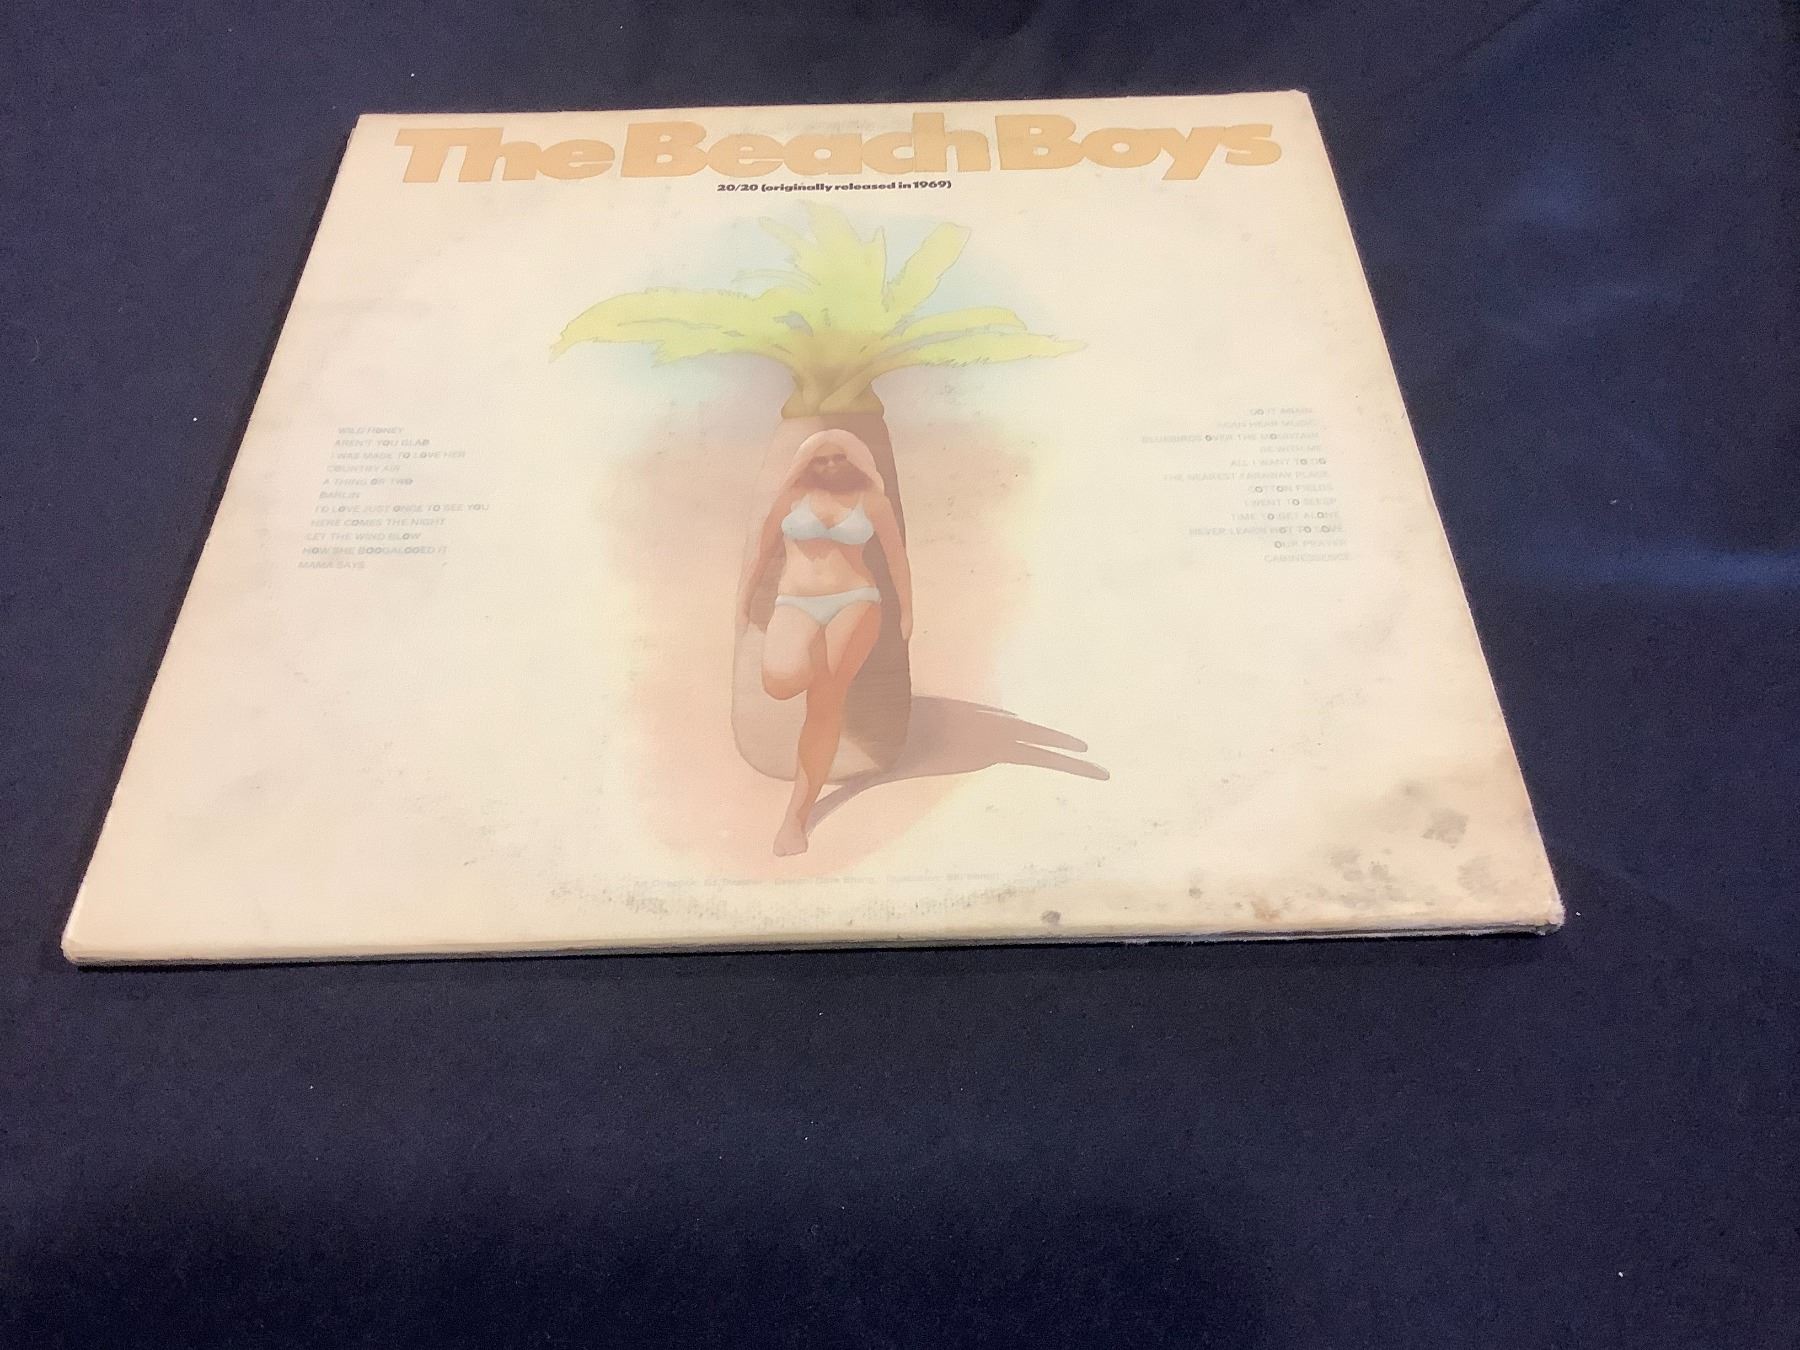 The Beach Boys
20/20 (originally released in 1969)
WILD HONEY
AREN'T YOU GLAD
I WAS MADE TO LOVE HER
COUNTRY AIR
A THING OR TWO
DARLIN
I'D LOVE JUST ONCE TO SEE YOU
HERE COMES THE NIGHT
LET THE WIND BLOW
HOW SHE BOOGALOOED IT
MAMA SAYS
DO IT AGAIN
I CAN HEAR MUSIC
BLUEBIRDS OVER THE MOUNTAIN
BE WITH ME
ALL I WANT TO DO
THE NEAREST FARAWAY PLACE
COTTON FIELDS
I WENT TO SLEEP
TIME TO GET ALONE
NEVER LEARN NOT TO LOVE
OUR PRAYER
CABINESSENCE